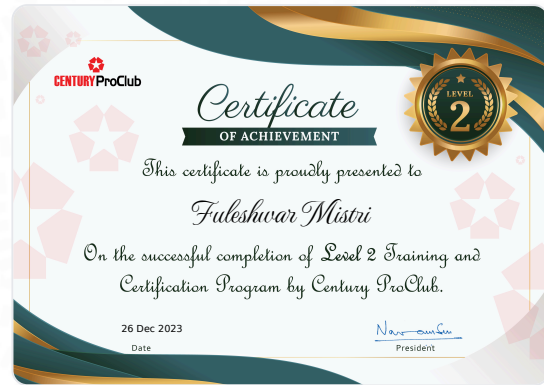 CENTURY ProClub
LEVEL
2
Certificate
OF ACHIEVEMENT
This certificate is proudly presented to
Fuleshwar Mistri
On the successful completion of Level 2 Training and
Certification Program by Century ProClub.
26 Dec 2023
Date
President